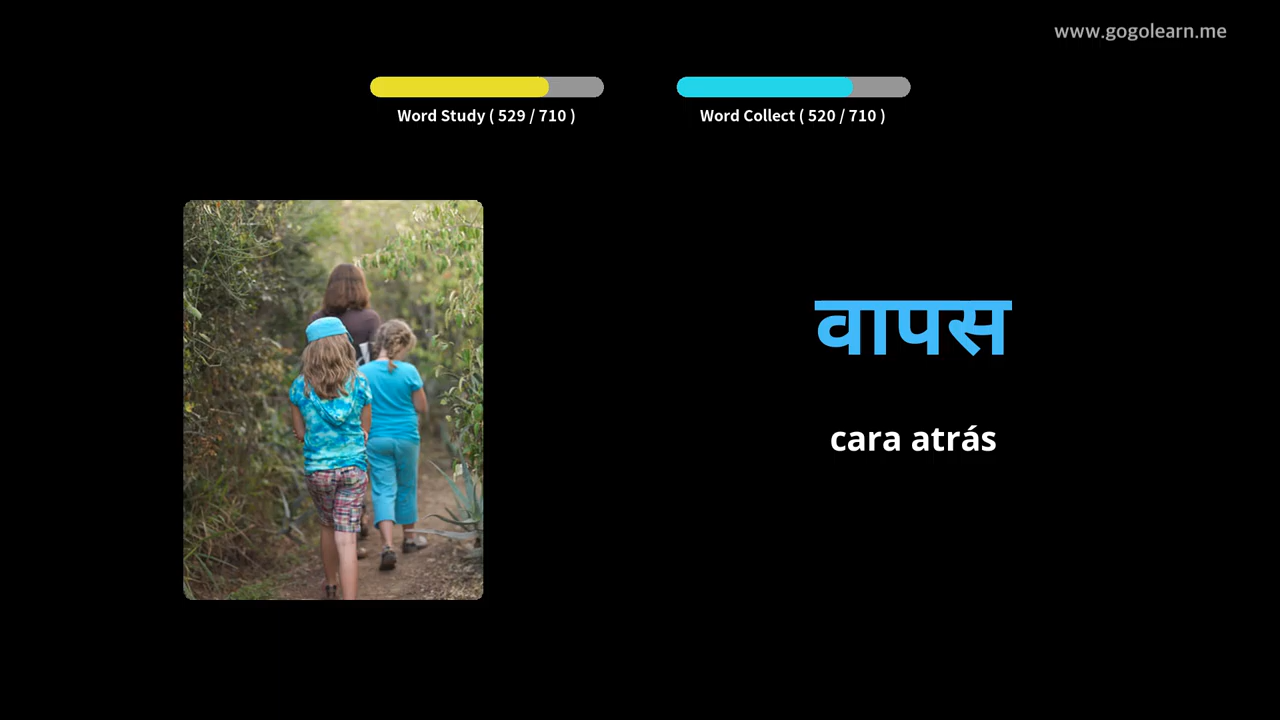 www.gogolearn.me
Word Study ( 529 / 710 )
Word Collect ( 520 / 710 )
वापस
cara atrás